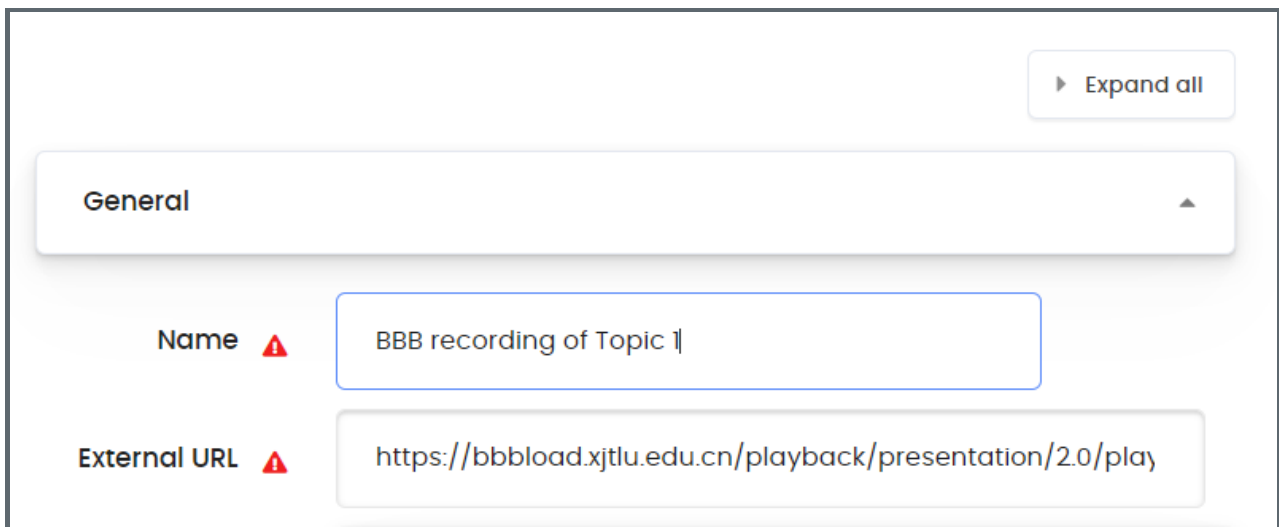 Expand all
General
Name
BBB recording of Topic 1
External URL
https://bbbload.xjtlu.edu.cn/playback/presentation/2.0/play